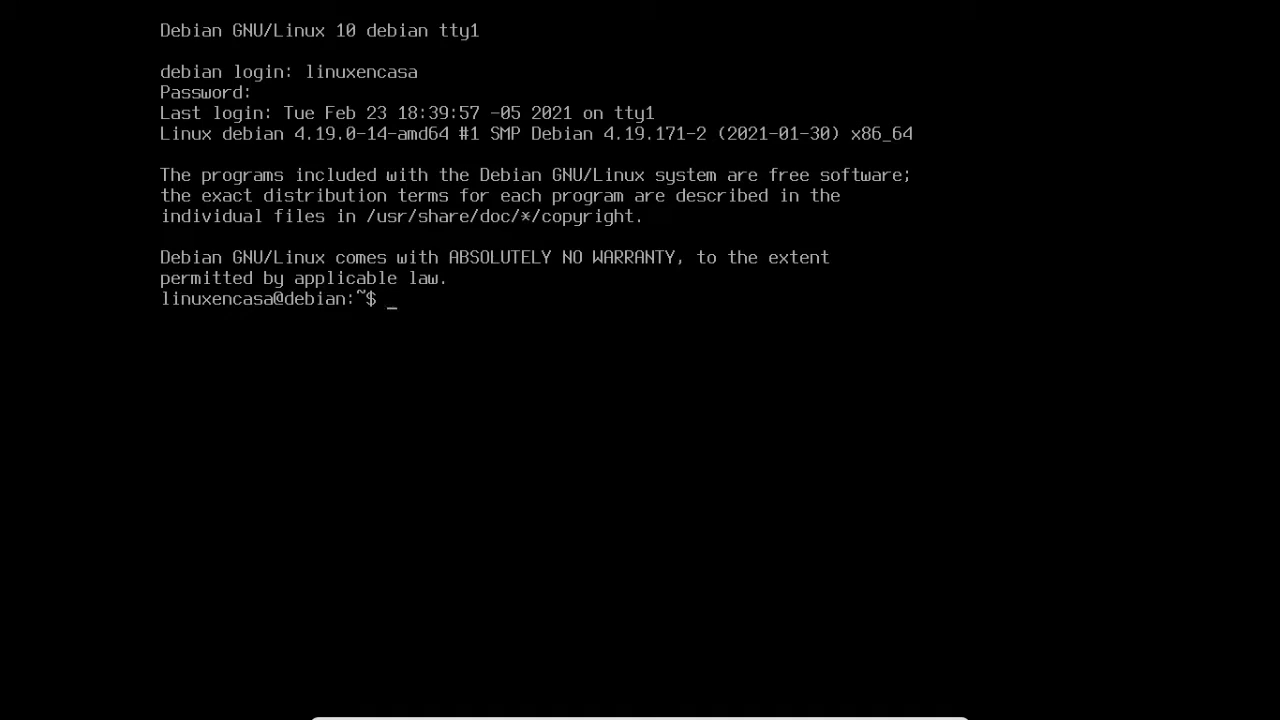 Debian GNU/Linux 10 debian tty1
debian login: linuxencasa
Password:
Last login: Tue Feb 23 18:39:57 -05 2021 on tty1
Linux debian 4.19.0-14-amd64 #1 SMP Debian 4.19.171-2 (2021-01-30) x86_64
The programs included with the Debian GNU/Linux system are free software;
the exact distribution terms for each program are described in the
individual files in /usr/share/doc/*/copyright.
Debian GNU/Linux comes with ABSOLUTELY NO WARRANTY, to the extent
permitted by applicable law.
linuxencasa@debian:~$ _